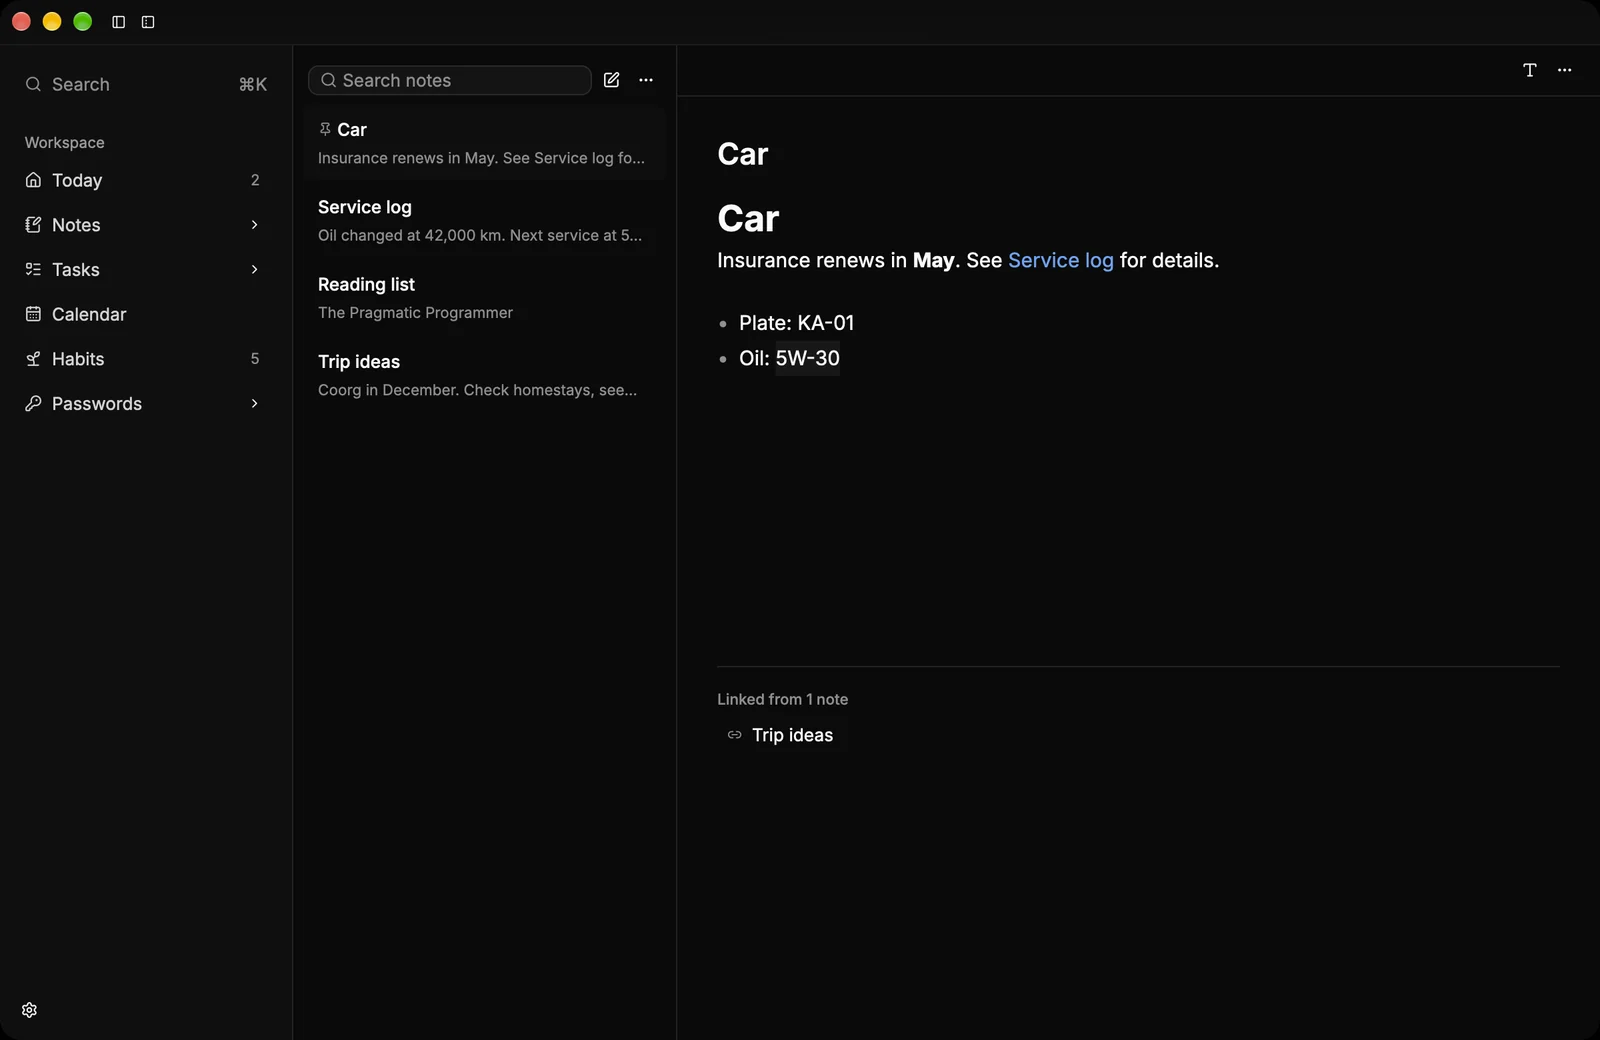 Search ⌘K
Workspace
Today 2
Notes
Tasks
Calendar
Habits 5
Passwords
Search notes
Car
Insurance renews in May. See Service log fo...
Service log
Oil changed at 42,000 km. Next service at 5...
Reading list
The Pragmatic Programmer
Trip ideas
Coorg in December. Check homestays, see...
Car
Car
Insurance renews in May. See Service log for details.
• Plate: KA-01
• Oil: 5W-30
Linked from 1 note
Trip ideas